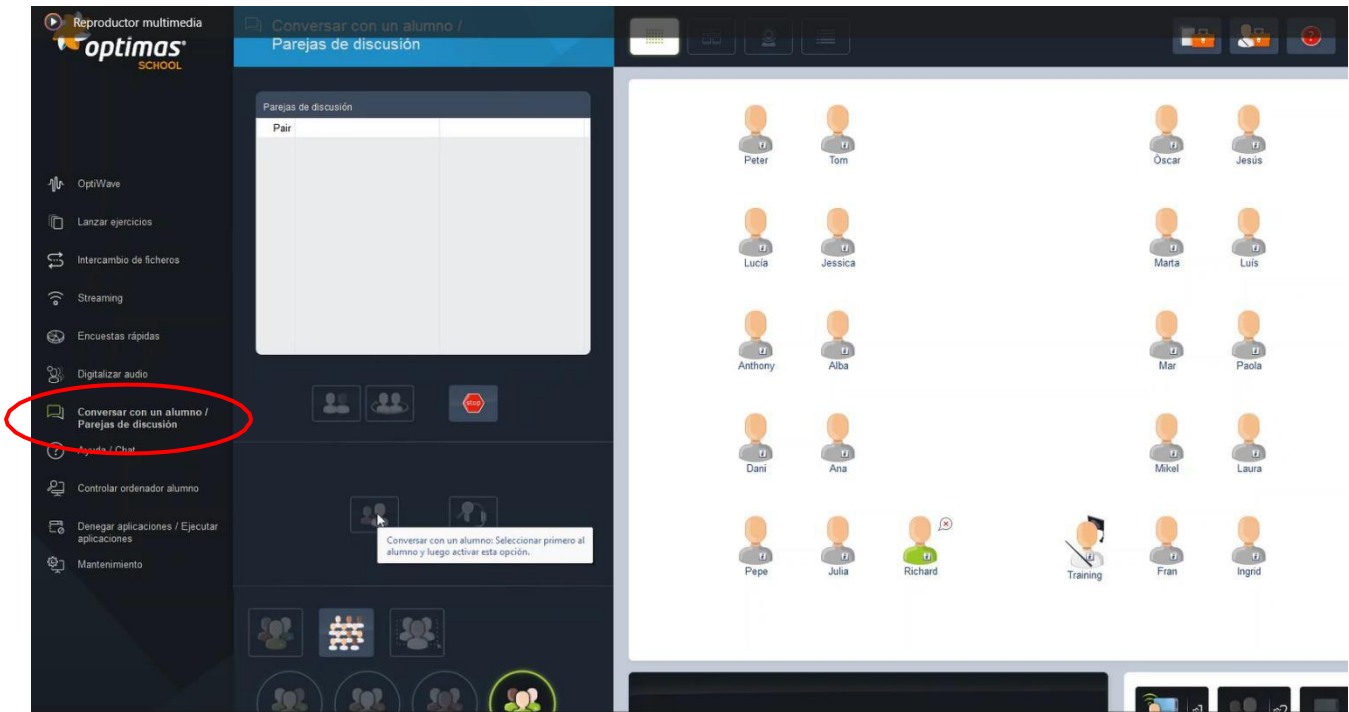 Reproductor multimedia
optimas
SCHOOL
Conversar con un alumno /
Parejas de discusión
Parejas de discusión
Pair
OptiWave
Lanzar ejercicios
Intercambio de ficheros
Streaming
Encuestas rápidas
Digitalizar audio
Conversar con un alumno /
Parejas de discusión
Ayuda / Chat
Controlar ordenador alumno
Denegar aplicaciones / Ejecutar
aplicaciones
Mantenimiento
stop
Conversar con un alumno: Seleccionar primero al
alumno y luego activar esta opción.
Peter Tom Òscar Jesús
Lucía Jessica Marta Luís
Anthony Alba Mar Paola
Dani Ana Mikel Laura
Pepe Julia Richard Training Fran Ingrid